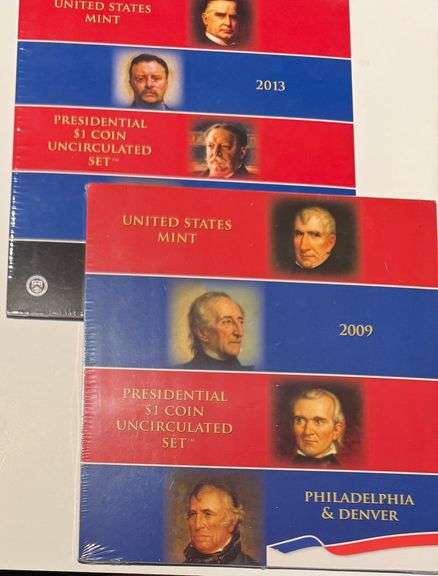 UNITED STATES
MINT
2013
PRESIDENTIAL
$1 COIN
UNCIRCULATED
SET™
UNITED STATES
MINT
2009
PRESIDENTIAL
$1 COIN
UNCIRCULATED
SET™
PHILADELPHIA
& DENVER